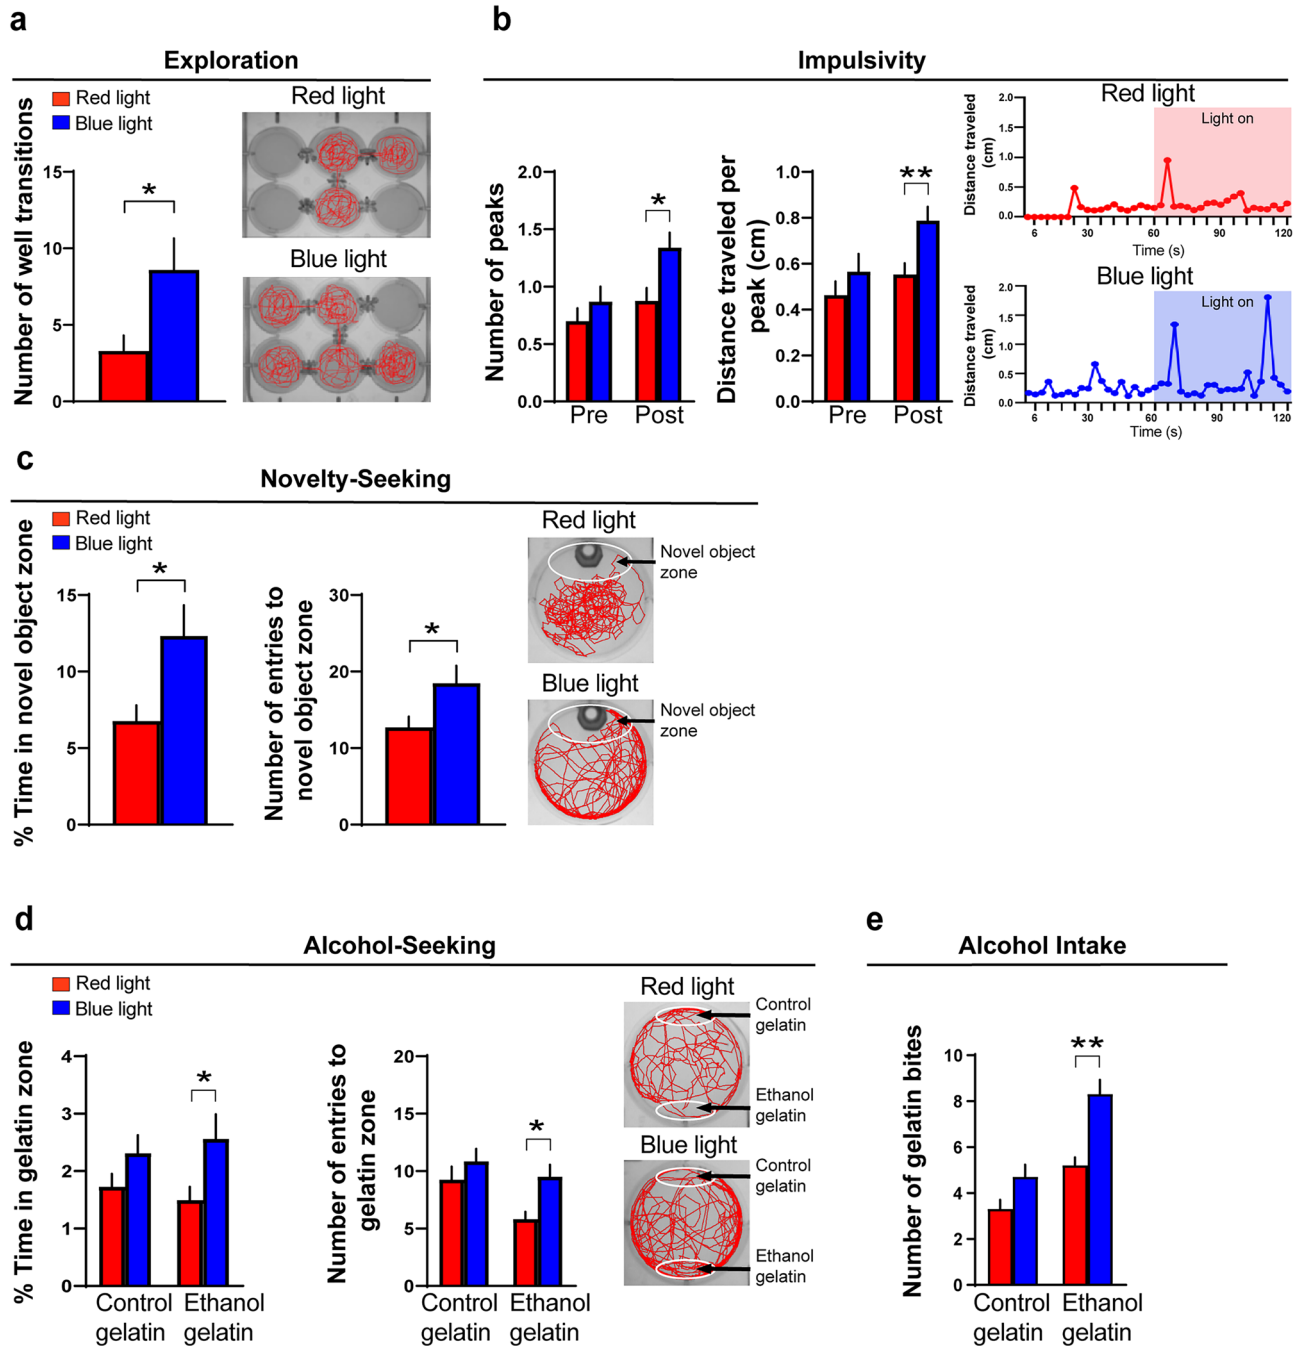 a
Exploration
Red light
Blue light
Number of well transitions
15
10
5
0
*
Red light
Blue light
b
Impulsivity
Number of peaks
2.0
1.5
1.0
0.5
0.0
*
Pre
Post
Distance traveled per
peak (cm)
1.0
0.8
0.6
0.4
0.2
0.0
**
Pre
Post
Red light
Distance traveled
(cm)
2.0
1.5
1.0
0.5
0.0
Light on
6
30
60
90
120
Time (s)
Blue light
Distance traveled
(cm)
2.0
1.5
1.0
0.5
0.0
Light on
6
30
60
90
120
Time (s)
c
Novelty-Seeking
Red light
Blue light
% Time in novel object zone
15
10
5
0
*
Number of entries to
novel object zone
30
20
10
0
*
Red light
Novel object
zone
Blue light
Novel object
zone
d
Alcohol-Seeking
Red light
Blue light
% Time in gelatin zone
4
3
2
1
0
*
Control
gelatin
Ethanol
gelatin
Number of entries to
gelatin zone
20
15
10
5
0
*
Control
gelatin
Ethanol
gelatin
Red light
Control
gelatin
Ethanol
gelatin
Blue light
Control
gelatin
Ethanol
gelatin
e
Alcohol Intake
Number of gelatin bites
10
8
6
4
2
0
**
Control
gelatin
Ethanol
gelatin